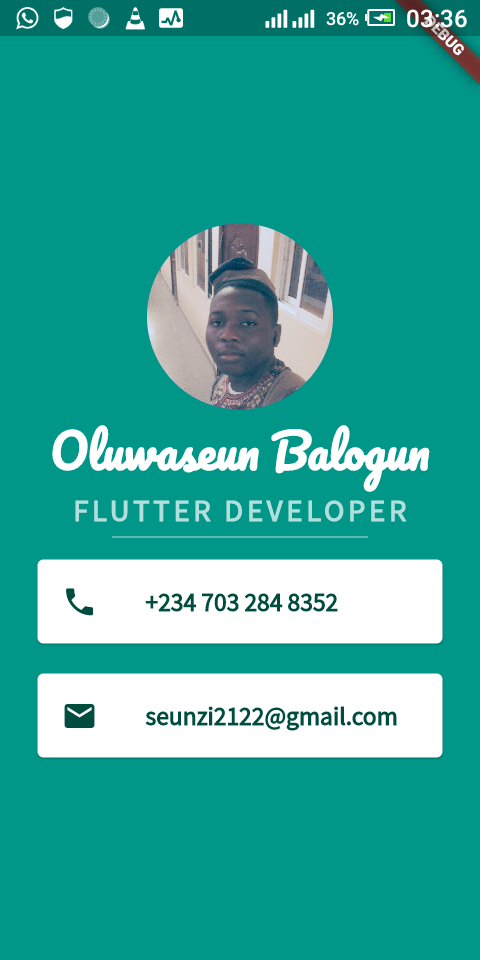 36% 03:36
DEBUG
Oluwaseun Balogun
FLUTTER DEVELOPER
+234 703 284 8352
seunzi2122@gmail.com